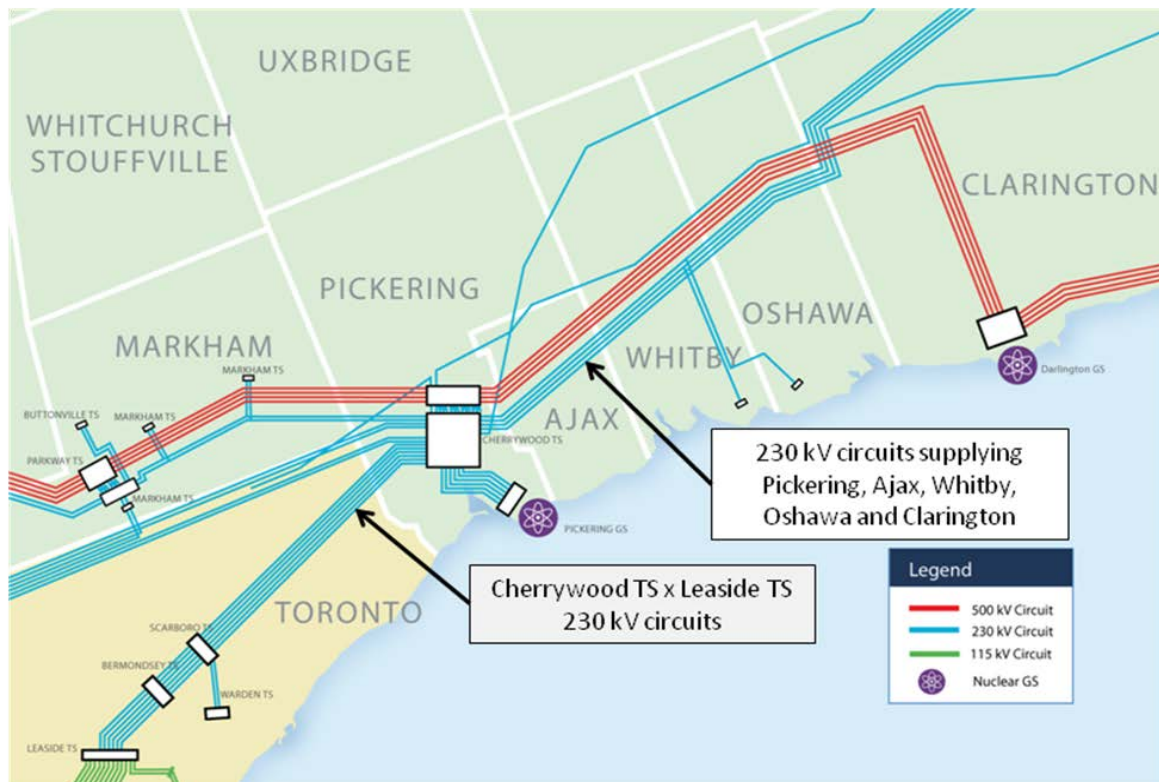 UXBRIDGE
WHITCHURCH
STOUFFVILLE
CLARINGTON
PICKERING
OSHAWA
MARKHAM
WHITBY
MARKHAM TS
Darlington GS
BUTTONVILLE TS
MARKHAM TS
AJAX
CHERRYWOOD TS
PARKWAY TS
MARKHAM TS
230 kV circuits supplying
Pickering, Ajax, Whitby,
Oshawa and Clarington
PICKERING GS
Cherrywood TS x Leaside TS
230 kV circuits
TORONTO
SCARBORO TS
BERMONDSEY TS
WARDEN TS
LEASIDE TS
Legend
500 kV Circuit
230 kV Circuit
115 kV Circuit
Nuclear GS